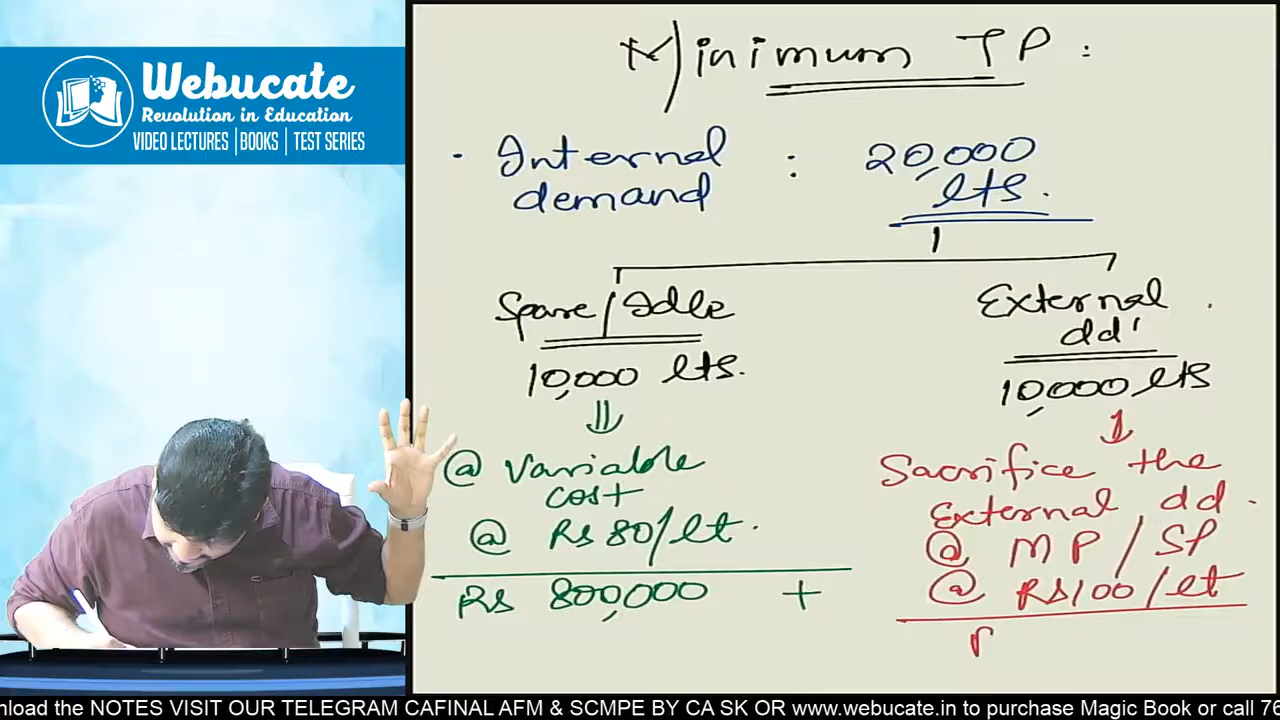 Webucate
Revolution in Education
VIDEO LECTURES | BOOKS | TEST SERIES
Minimum TP :
· Internal demand : 20,000 lts.
Spare/Idle
10,000 lts.
@ Variable cost
@ Rs 80/lt.
Rs 800,000 +
External dd'
10,000 lts
Sacrifice the
External dd.
@ MP/SP
@ RS100/lt
nload the NOTES VISIT OUR TELEGRAM CAFINAL AFM & SCMPE BY CA SK OR www.webucate.in to purchase Magic Book or call 76